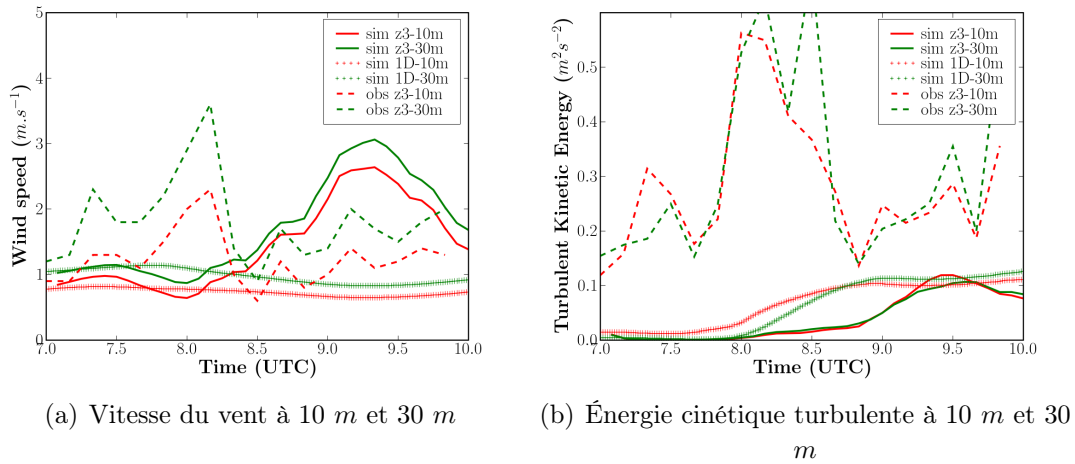 5
4
3
2
1
0
7.0
7.5
8.0
8.5
9.0
9.5
10.0
Wind speed (m.s⁻¹)
Time (UTC)
sim z3-10m
sim z3-30m
sim 1D-10m
sim 1D-30m
obs z3-10m
obs z3-30m
(a) Vitesse du vent à 10 m et 30 m
0.5
0.4
0.3
0.2
0.1
0.0
7.0
7.5
8.0
8.5
9.0
9.5
10.0
Turbulent Kinetic Energy (m²s⁻²)
Time (UTC)
sim z3-10m
sim z3-30m
sim 1D-10m
sim 1D-30m
obs z3-10m
obs z3-30m
(b) Énergie cinétique turbulente à 10 m et 30
m